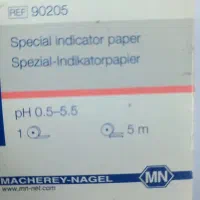 REF 90205
Special indicator paper
Spezial-Indikatorpapier
pH 0.5–5.5
1 5 m
MACHEREY-NAGEL MN
www.mn-net.com